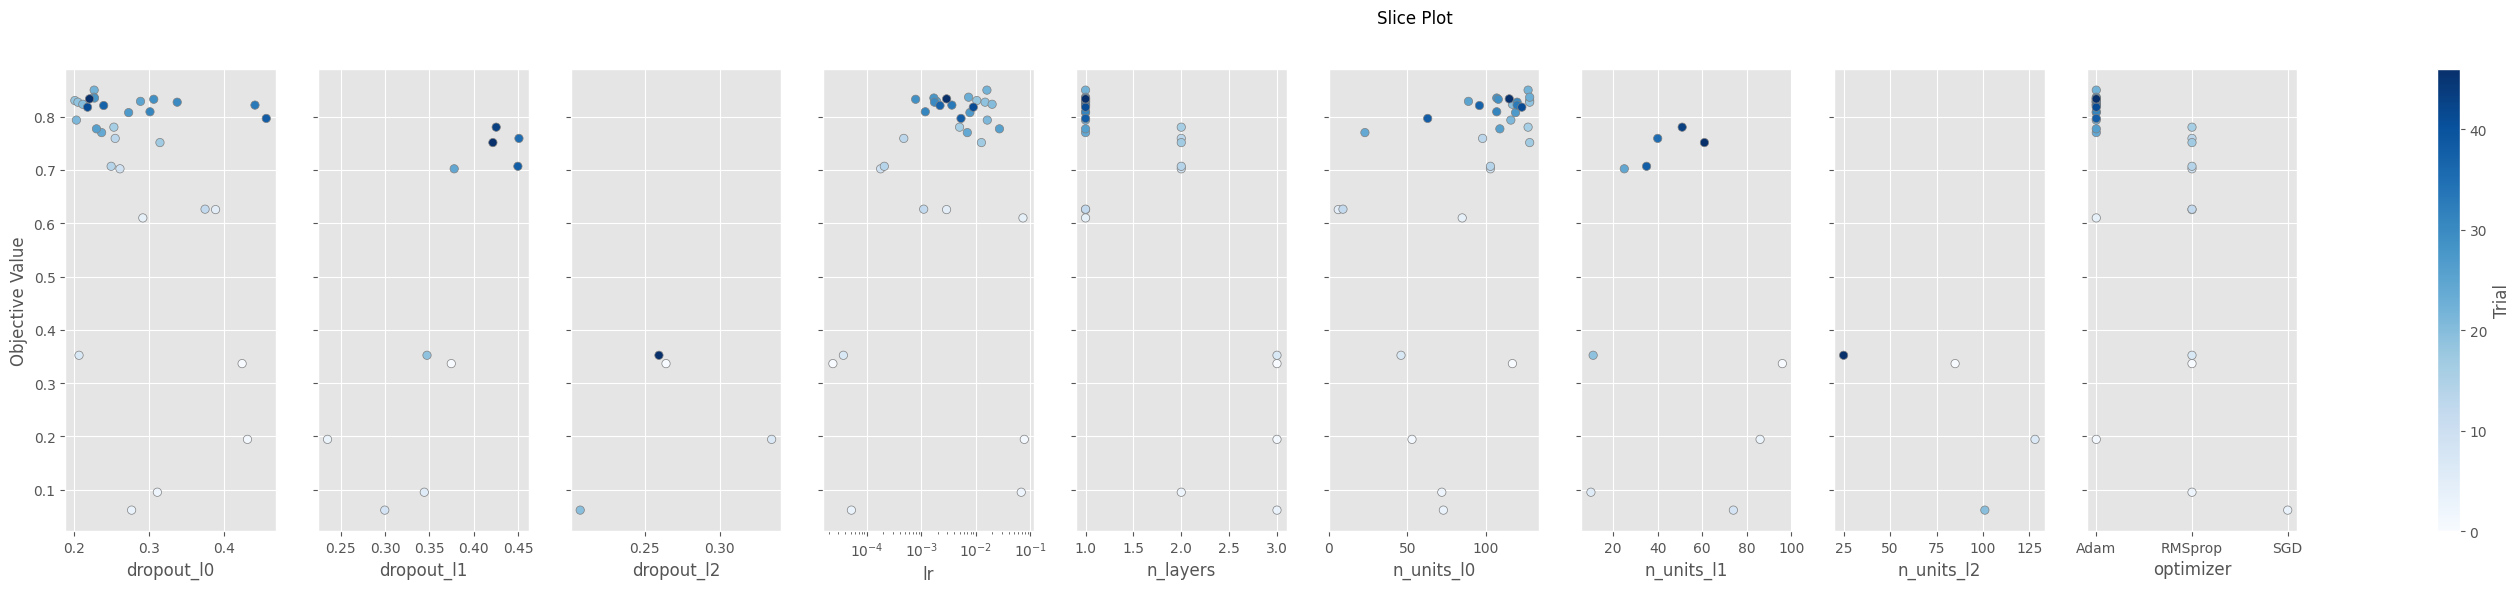 Slice Plot
Objective Value
0.8
0.7
0.6
0.5
0.4
0.3
0.2
0.1
0.2 0.3 0.4
dropout_l0
0.25 0.30 0.35 0.40 0.45
dropout_l1
0.25 0.30
dropout_l2
10⁻⁴ 10⁻³ 10⁻² 10⁻¹
lr
1.0 1.5 2.0 2.5 3.0
n_layers
0 50 100
n_units_l0
20 40 60 80 100
n_units_l1
25 50 75 100 125
n_units_l2
Adam RMSprop SGD
optimizer
40
30
20
10
0
Trial